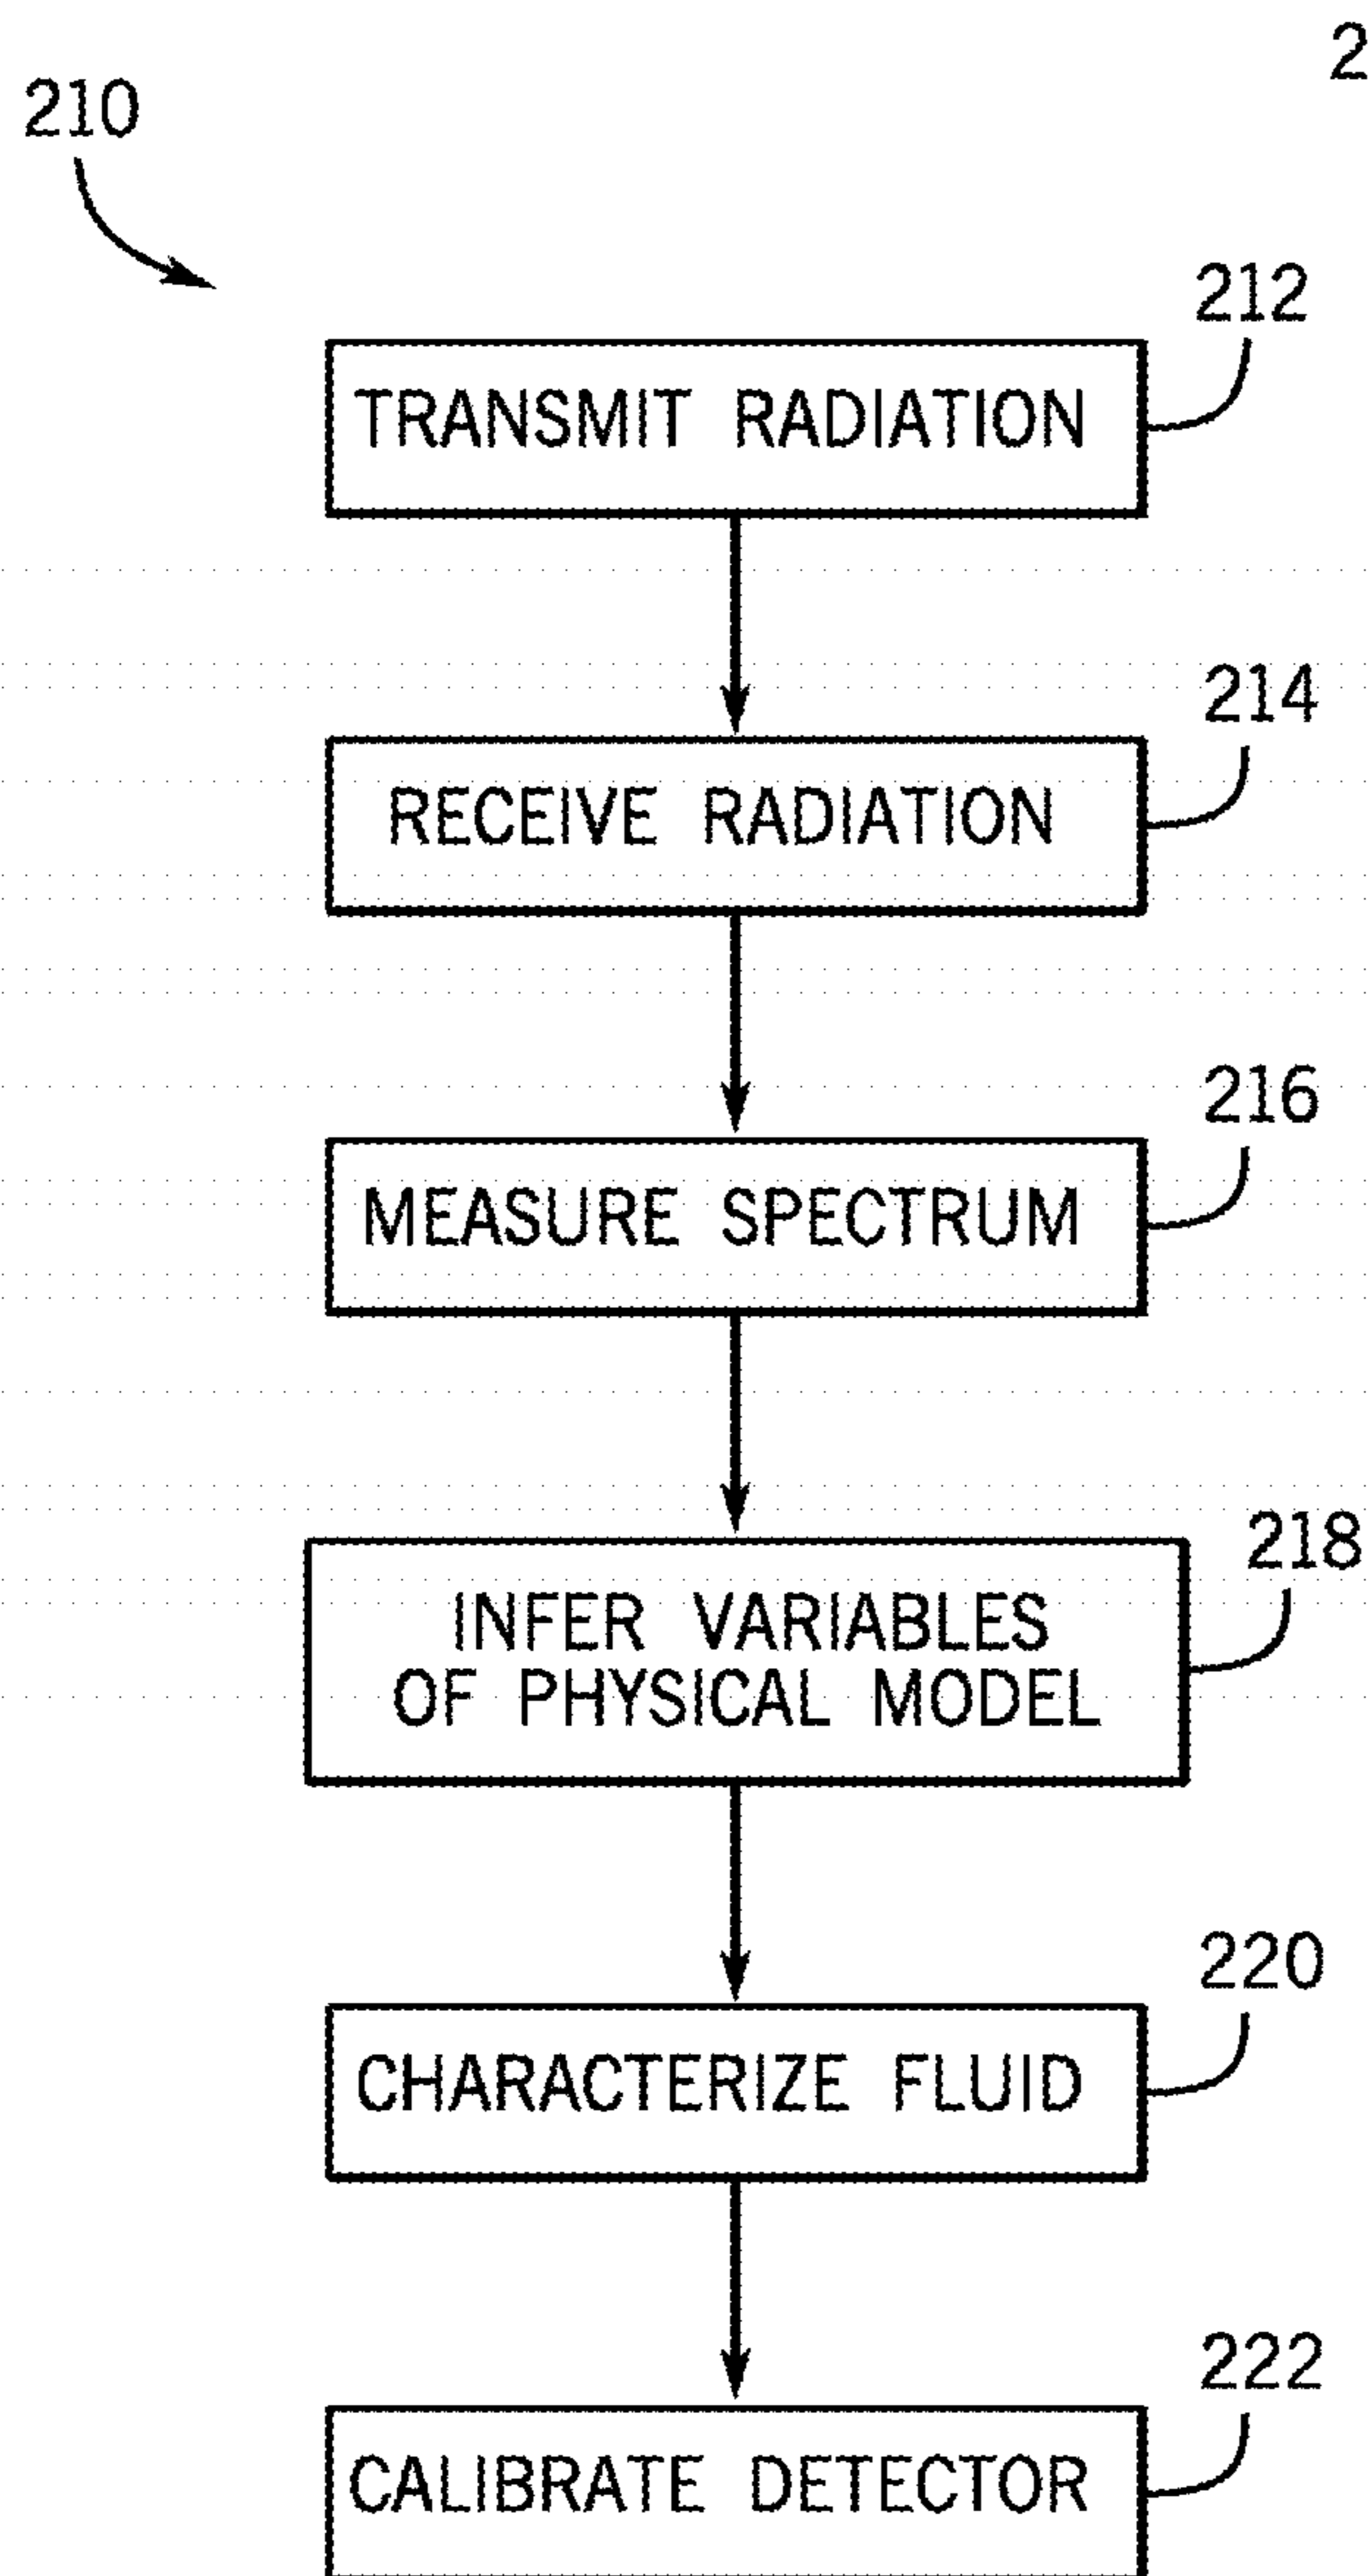 2
210
212
TRANSMIT RADIATION
214
RECEIVE RADIATION
216
MEASURE SPECTRUM
218
INFER VARIABLES
OF PHYSICAL MODEL
220
CHARACTERIZE FLUID
222
CALIBRATE DETECTOR